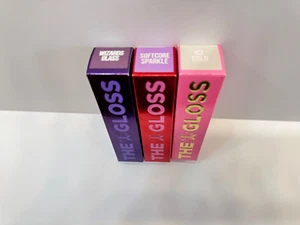 WIZARDS
GLASS
SOFTCORE
SPARKLE
GOLD
THE GLOSS
THE GLOSS
THE GLOSS